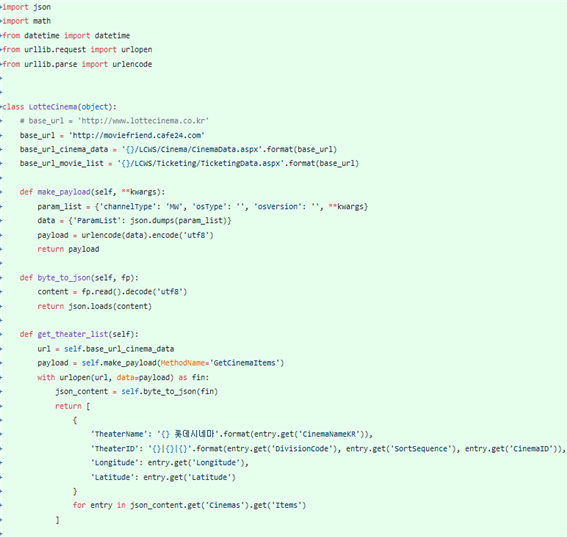 +import json
+import math
+from datetime import datetime
+from urllib.request import urlopen
+from urllib.parse import urlencode
+
+
+class LotteCinema(object):
+    # base_url = 'http://www.lottecinema.co.kr'
+    base_url = 'http://moviefriend.cafe24.com'
+    base_url_cinema_data = '{}/LCWS/Cinema/CinemaData.aspx'.format(base_url)
+    base_url_movie_list = '{}/LCWS/Ticketing/TicketingData.aspx'.format(base_url)
+
+    def make_payload(self, **kwargs):
+        param_list = {'channelType': 'MW', 'osType': '', 'osVersion': '', **kwargs}
+        data = {'ParamList': json.dumps(param_list)}
+        payload = urlencode(data).encode('utf8')
+        return payload
+
+    def byte_to_json(self, fp):
+        content = fp.read().decode('utf8')
+        return json.loads(content)
+
+    def get_theater_list(self):
+        url = self.base_url_cinema_data
+        payload = self.make_payload(MethodName='GetCinemaItems')
+        with urlopen(url, data=payload) as fin:
+            json_content = self.byte_to_json(fin)
+            return [
+                {
+                    'TheaterName': '{} 롯데시네마'.format(entry.get('CinemaNameKR')),
+                    'TheaterID': '{}|{}|{}'.format(entry.get('DivisionCode'), entry.get('SortSequence'), entry.get('CinemaID')),
+                    'Longitude': entry.get('Longitude'),
+                    'Latitude': entry.get('Latitude')
+                }
+                for entry in json_content.get('Cinemas').get('Items')
+            ]
+